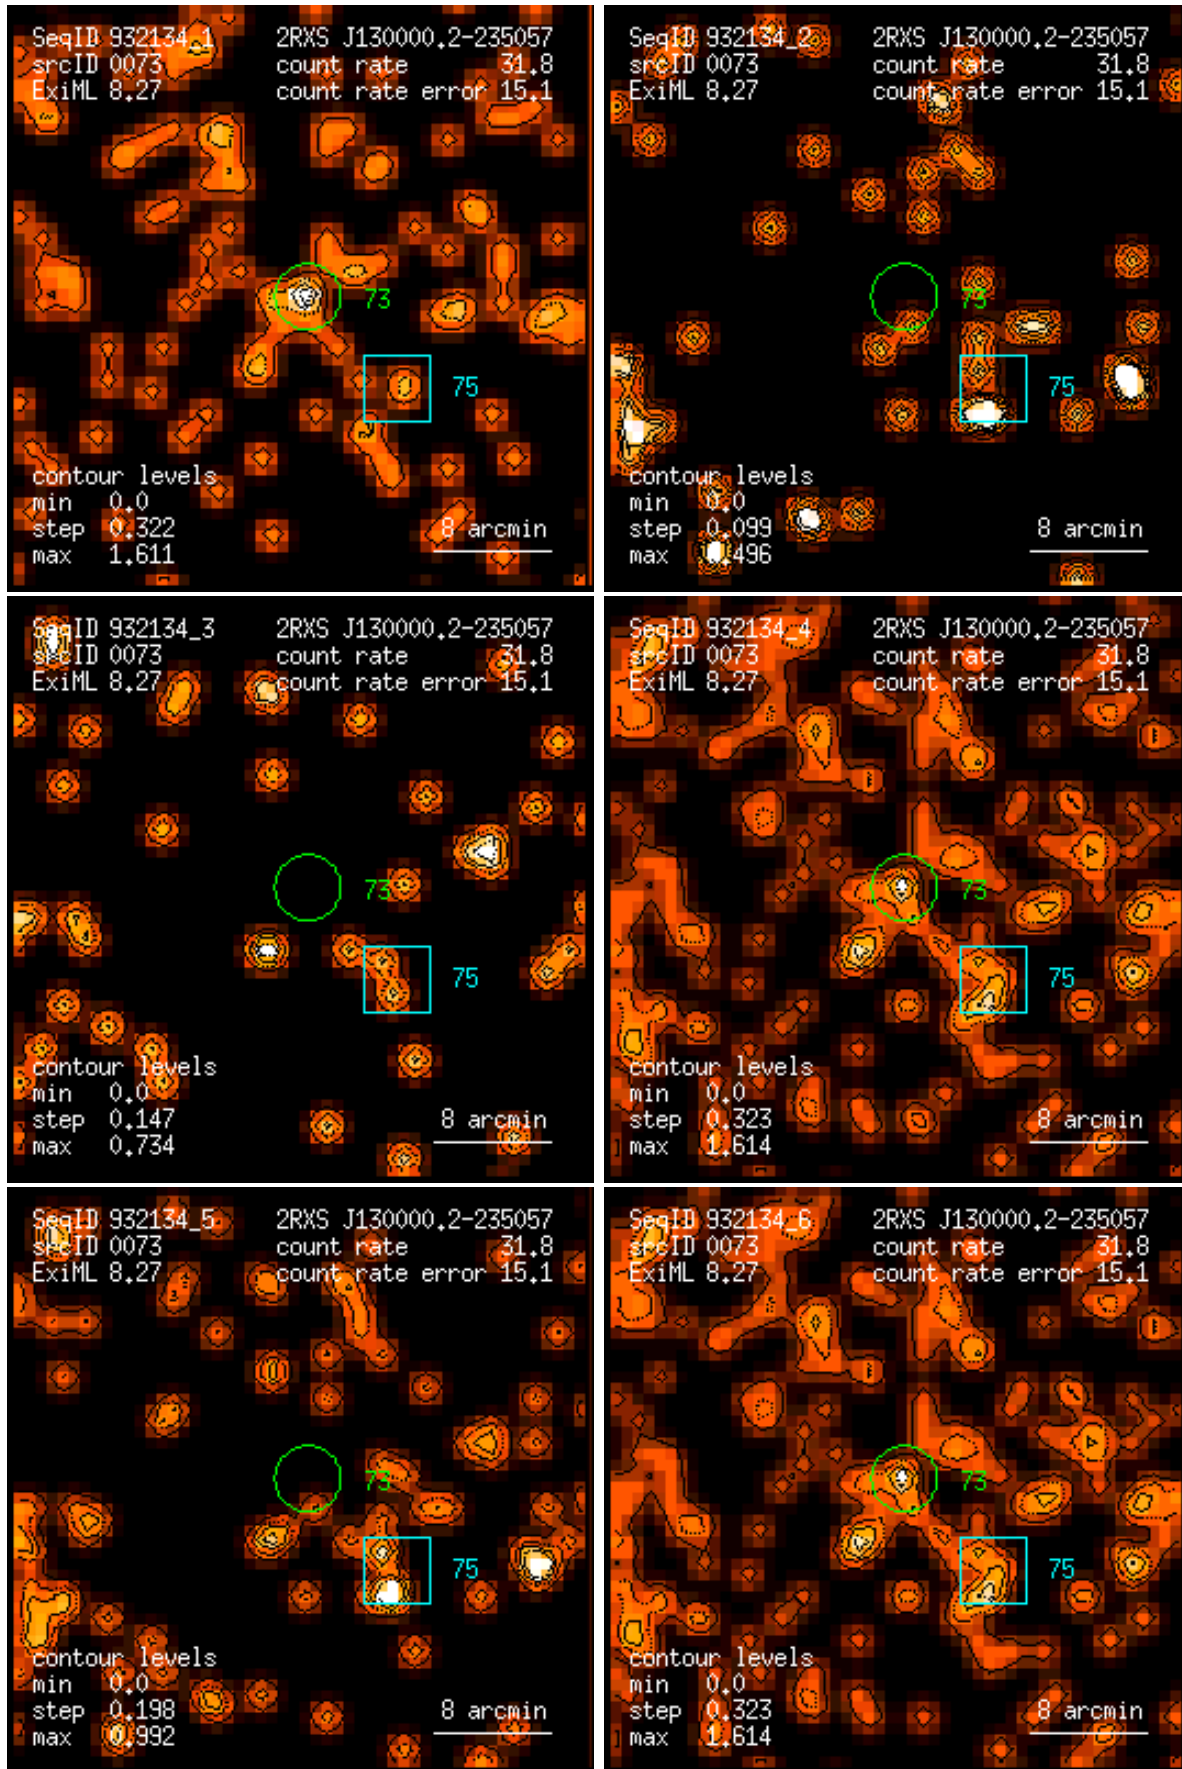 SeqID 932134_1 2RXS J130000.2-235057
srcID 0073 count rate 31.8
ExiML 8.27 count rate error 15.1
73
75
contour levels
min 0.0
step 0.322
max 1.611
8 arcmin
SeqID 932134_2 2RXS J130000.2-235057
srcID 0073 count rate 31.8
ExiML 8.27 count rate error 15.1
73
75
contour levels
min 0.0
step 0.099
max 0.496
8 arcmin
SeqID 932134_3 2RXS J130000.2-235057
srcID 0073 count rate 31.8
ExiML 8.27 count rate error 15.1
73
75
contour levels
min 0.0
step 0.147
max 0.734
8 arcmin
SeqID 932134_4 2RXS J130000.2-235057
srcID 0073 count rate 31.8
ExiML 8.27 count rate error 15.1
73
75
contour levels
min 0.0
step 0.323
max 1.614
8 arcmin
SeqID 932134_5 2RXS J130000.2-235057
srcID 0073 count rate 31.8
ExiML 8.27 count rate error 15.1
73
75
contour levels
min 0.0
step 0.198
max 0.992
8 arcmin
SeqID 932134_6 2RXS J130000.2-235057
srcID 0073 count rate 31.8
ExiML 8.27 count rate error 15.1
73
75
contour levels
min 0.0
step 0.323
max 1.614
8 arcmin